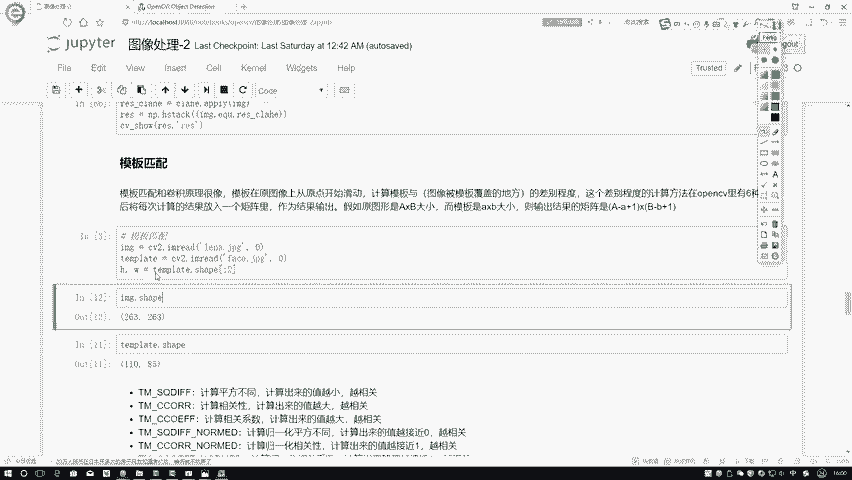 OpenCV Object Detection
jupyter 图像处理-2 Last Checkpoint: Last Saturday at 12:42 AM (autosaved)
File Edit View Insert Cell Kernel Widgets Help
Trusted
Code
res_clahe = clahe.apply(img)
res = np.hstack((img,equ,res_clahe))
cv_show(res,'res')
模板匹配
模板匹配和卷积原理很像，模板在原图像上从原点开始滑动，计算模板与（图像被模板覆盖的地方）的差别程度，这个差别程度的计算方法在opencv里有6种
后将每次计算的结果放入一个矩阵里，作为结果输出。假如原图形是AxB大小，而模板是axb大小，则输出结果的矩阵是(A-a+1)x(B-b+1)
In [3]:
# 模板匹配
img = cv2.imread('lena.jpg', 0)
template = cv2.imread('face.jpg', 0)
h, w = template.shape[:2]
In [12]: img.shape
Out[12]: (263, 263)
In [11]: template.shape
Out[11]: (110, 85)
• TM_SQDIFF：计算平方不同，计算出来的值越小，越相关
• TM_CCORR：计算相关性，计算出来的值越大，越相关
• TM_CCOEFF：计算相关系数，计算出来的值越大，越相关
• TM_SQDIFF_NORMED：计算归一化平方不同，计算出来的值越接近0，越相关
• TM_CCORR_NORMED：计算归一化相关性，计算出来的值越接近1，越相关